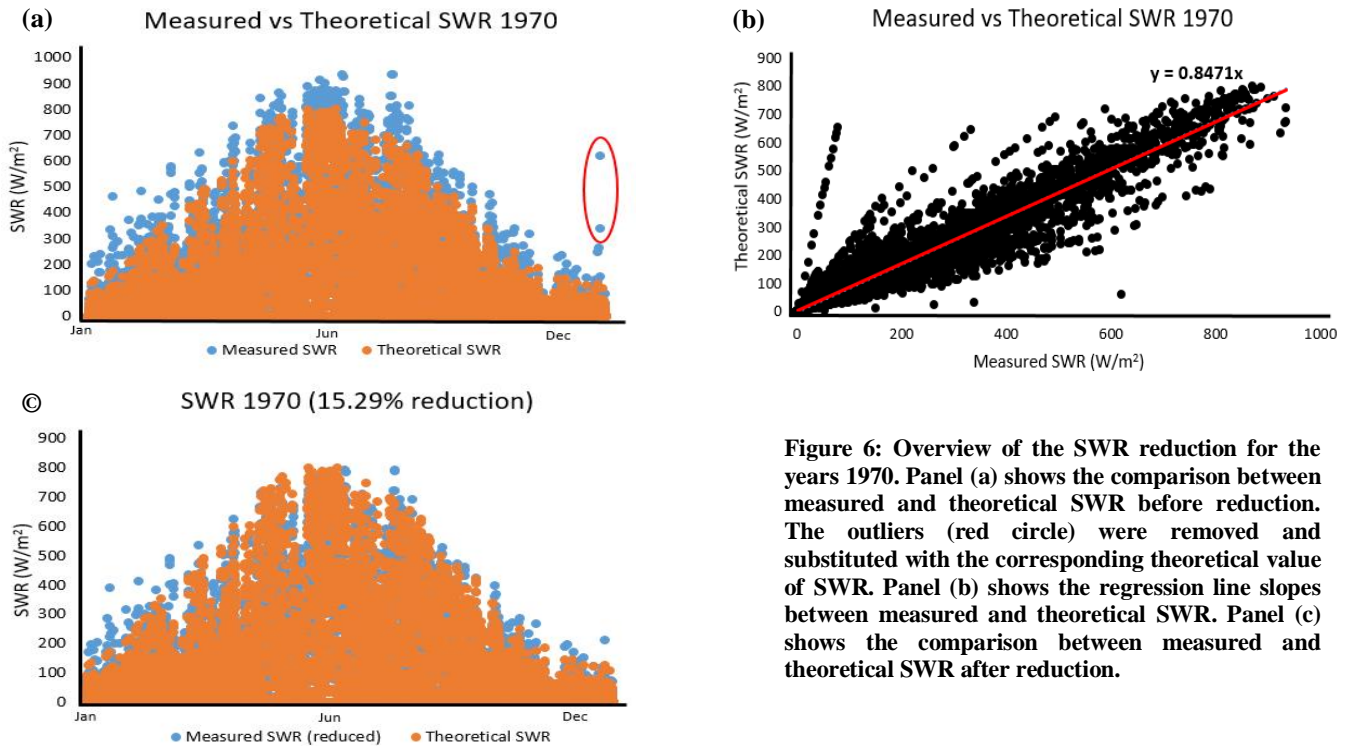 (a)
Measured vs Theoretical SWR 1970
1000
900
800
700
600
500
400
300
200
100
0
SWR (W/m²)
Jan
Jun
Dec
Measured SWR
Theoretical SWR
(b)
Measured vs Theoretical SWR 1970
y = 0.8471x
900
800
700
600
500
400
300
200
100
0
Theoretical SWR (W/m²)
0
200
400
600
800
1000
Measured SWR (W/m²)
©
SWR 1970 (15.29% reduction)
900
800
700
600
500
400
300
200
100
0
SWR (W/m²)
Jan
Jun
Dec
Measured SWR (reduced)
Theoretical SWR
Figure 6: Overview of the SWR reduction for the
years 1970. Panel (a) shows the comparison between
measured and theoretical SWR before reduction.
The outliers (red circle) were removed and
substituted with the corresponding theoretical value
of SWR. Panel (b) shows the regression line slopes
between measured and theoretical SWR. Panel (c)
shows the comparison between measured and
theoretical SWR after reduction.